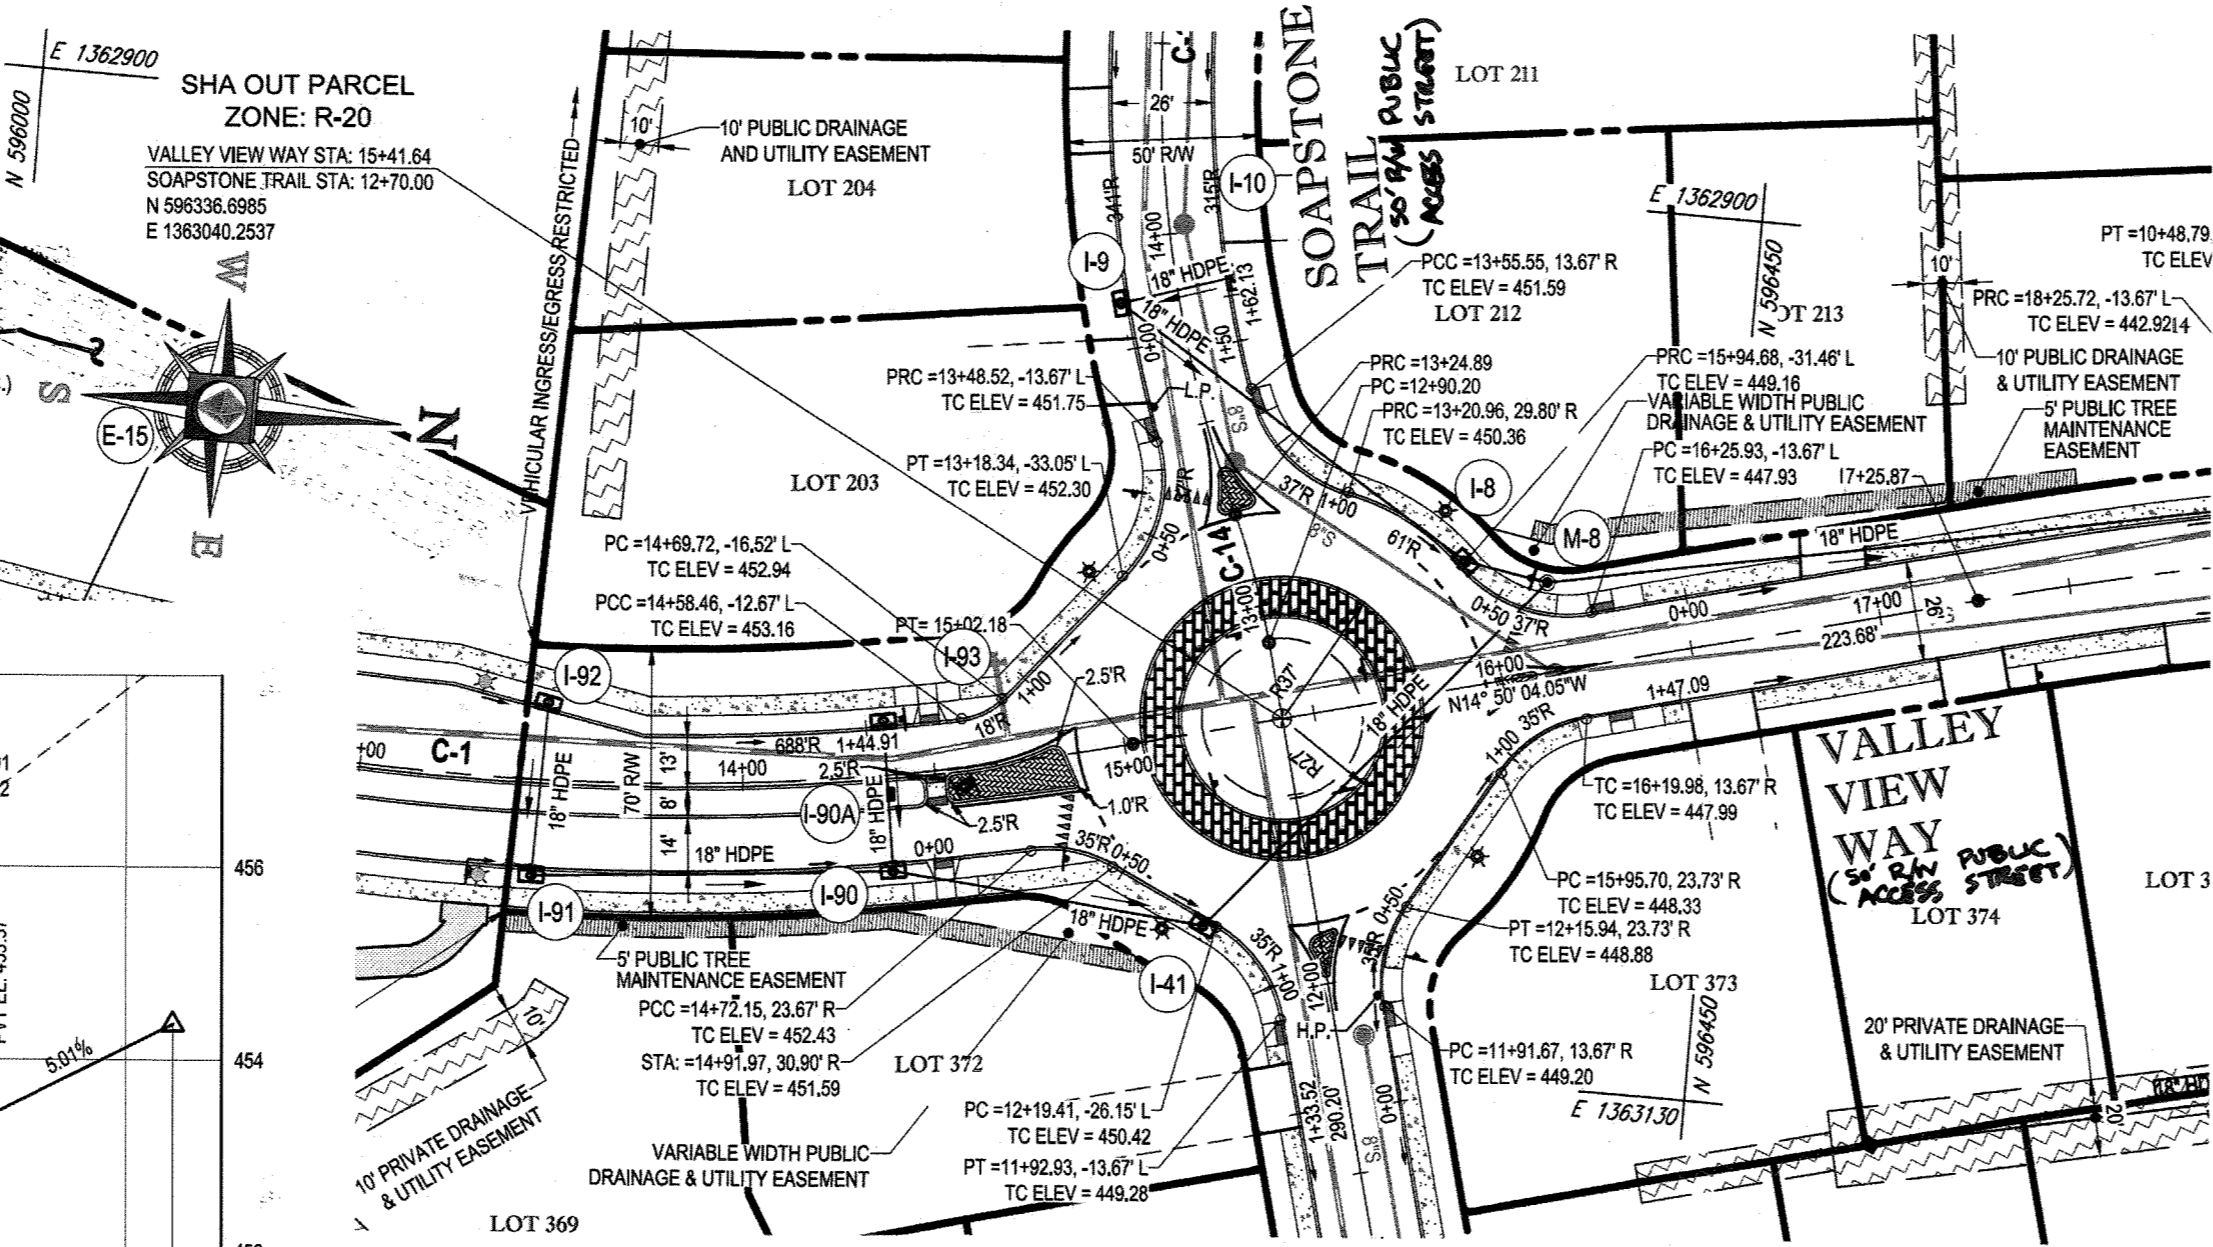 E 1362900
N 596000
SHA OUT PARCEL
ZONE: R-20
VALLEY VIEW WAY STA: 15+41.64
SOAPSTONE TRAIL STA: 12+70.00
N 596336.6985
E 1363040.2537
W
S
N
E
E-15
VEHICULAR INGRESS/EGRESS RESTRICTED
10'
10' PUBLIC DRAINAGE
AND UTILITY EASEMENT
LOT 204
26'
50' R/W
341'R
315'R
14+00
I-10
I-9
18" HDPE
18" HDPE
0+00
1+50
1+62.13
SOAPSTONE
TRAIL
(50' R/W PUBLIC
ACCESS STREET)
LOT 211
E 1362900
N 596450
PCC =13+55.55, 13.67' R
TC ELEV = 451.59
LOT 212
OT 213
10'
PT =10+48.79
TC ELEV
PRC =18+25.72, -13.67' L
TC ELEV = 442.9214
10' PUBLIC DRAINAGE
& UTILITY EASEMENT
5' PUBLIC TREE
MAINTENANCE
EASEMENT
PRC =13+48.52, -13.67' L
TC ELEV = 451.75
L.P.
PRC =13+24.89
PC =12+90.20
PRC =13+20.96, 29.80' R
TC ELEV = 450.36
PRC =15+94.68, -31.46' L
TC ELEV = 449.16
VARIABLE WIDTH PUBLIC
DRAINAGE & UTILITY EASEMENT
PC =16+25.93, -13.67' L
TC ELEV = 447.93
17+25.87
LOT 203
PT =13+18.34, -33.05' L
TC ELEV = 452.30
8"S
37'R 1+00
8"S
61'R
I-8
M-8
18" HDPE
PC =14+69.72, -16.52' L
TC ELEV = 452.94
PCC =14+58.46, -12.67' L
TC ELEV = 453.16
PT= 15+02.18
0+50
C-14
13+00
0+50 37'R
0+00
17+00
26'
223.68'
I-92
I-93
1+00
18'R
2.5'R
R37'
R27'
18" HDPE
16+00
N14° 50' 04.05"W
1+47.09
35'R
1+00
+00
C-1
688'R
1+44.91
14+00
13'
8'
14'
70' R/W
18" HDPE
2.5'R
15+00
1.0'R
2.5'R
I-90A
18" HDPE
18" HDPE
0+00
35'R 0+50
I-91
I-90
18" HDPE
I-41
35'R 1+00
12+00
35'R 0+50
TC =16+19.98, 13.67' R
TC ELEV = 447.99
PC =15+95.70, 23.73' R
TC ELEV = 448.33
PT =12+15.94, 23.73' R
TC ELEV = 448.88
VALLEY
VIEW
WAY
(50' R/W PUBLIC
ACCESS STREET)
LOT 374
LOT 3
LOT 373
5' PUBLIC TREE
MAINTENANCE EASEMENT
PCC =14+72.15, 23.67' R
TC ELEV = 452.43
STA: =14+91.97, 30.90' R
TC ELEV = 451.59
LOT 372
H.P.
PC =11+91.67, 13.67' R
TC ELEV = 449.20
E 1363130
N 596450
20' PRIVATE DRAINAGE
& UTILITY EASEMENT
20'
PC =12+19.41, -26.15' L
TC ELEV = 450.42
PT =11+92.93, -13.67' L
TC ELEV = 449.28
1+33.52
290.20'
0+00
8"S
VARIABLE WIDTH PUBLIC
DRAINAGE & UTILITY EASEMENT
10'
10' PRIVATE DRAINAGE
& UTILITY EASEMENT
LOT 369
456
454
5.01%